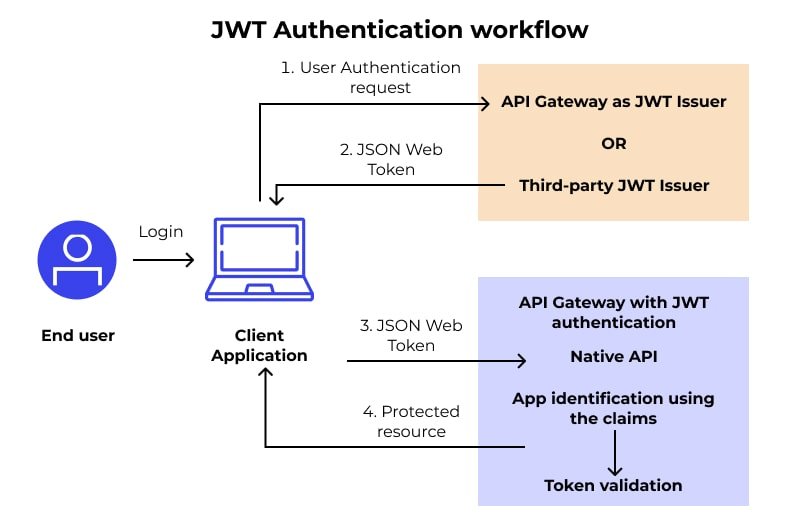 JWT Authentication workflow
1. User Authentication
request
API Gateway as JWT Issuer
OR
2. JSON Web
Token
Third-party JWT Issuer
Login
End user
Client
Application
3. JSON Web
Token
API Gateway with JWT
authentication
Native API
App identification using
the claims
4. Protected
resource
Token validation